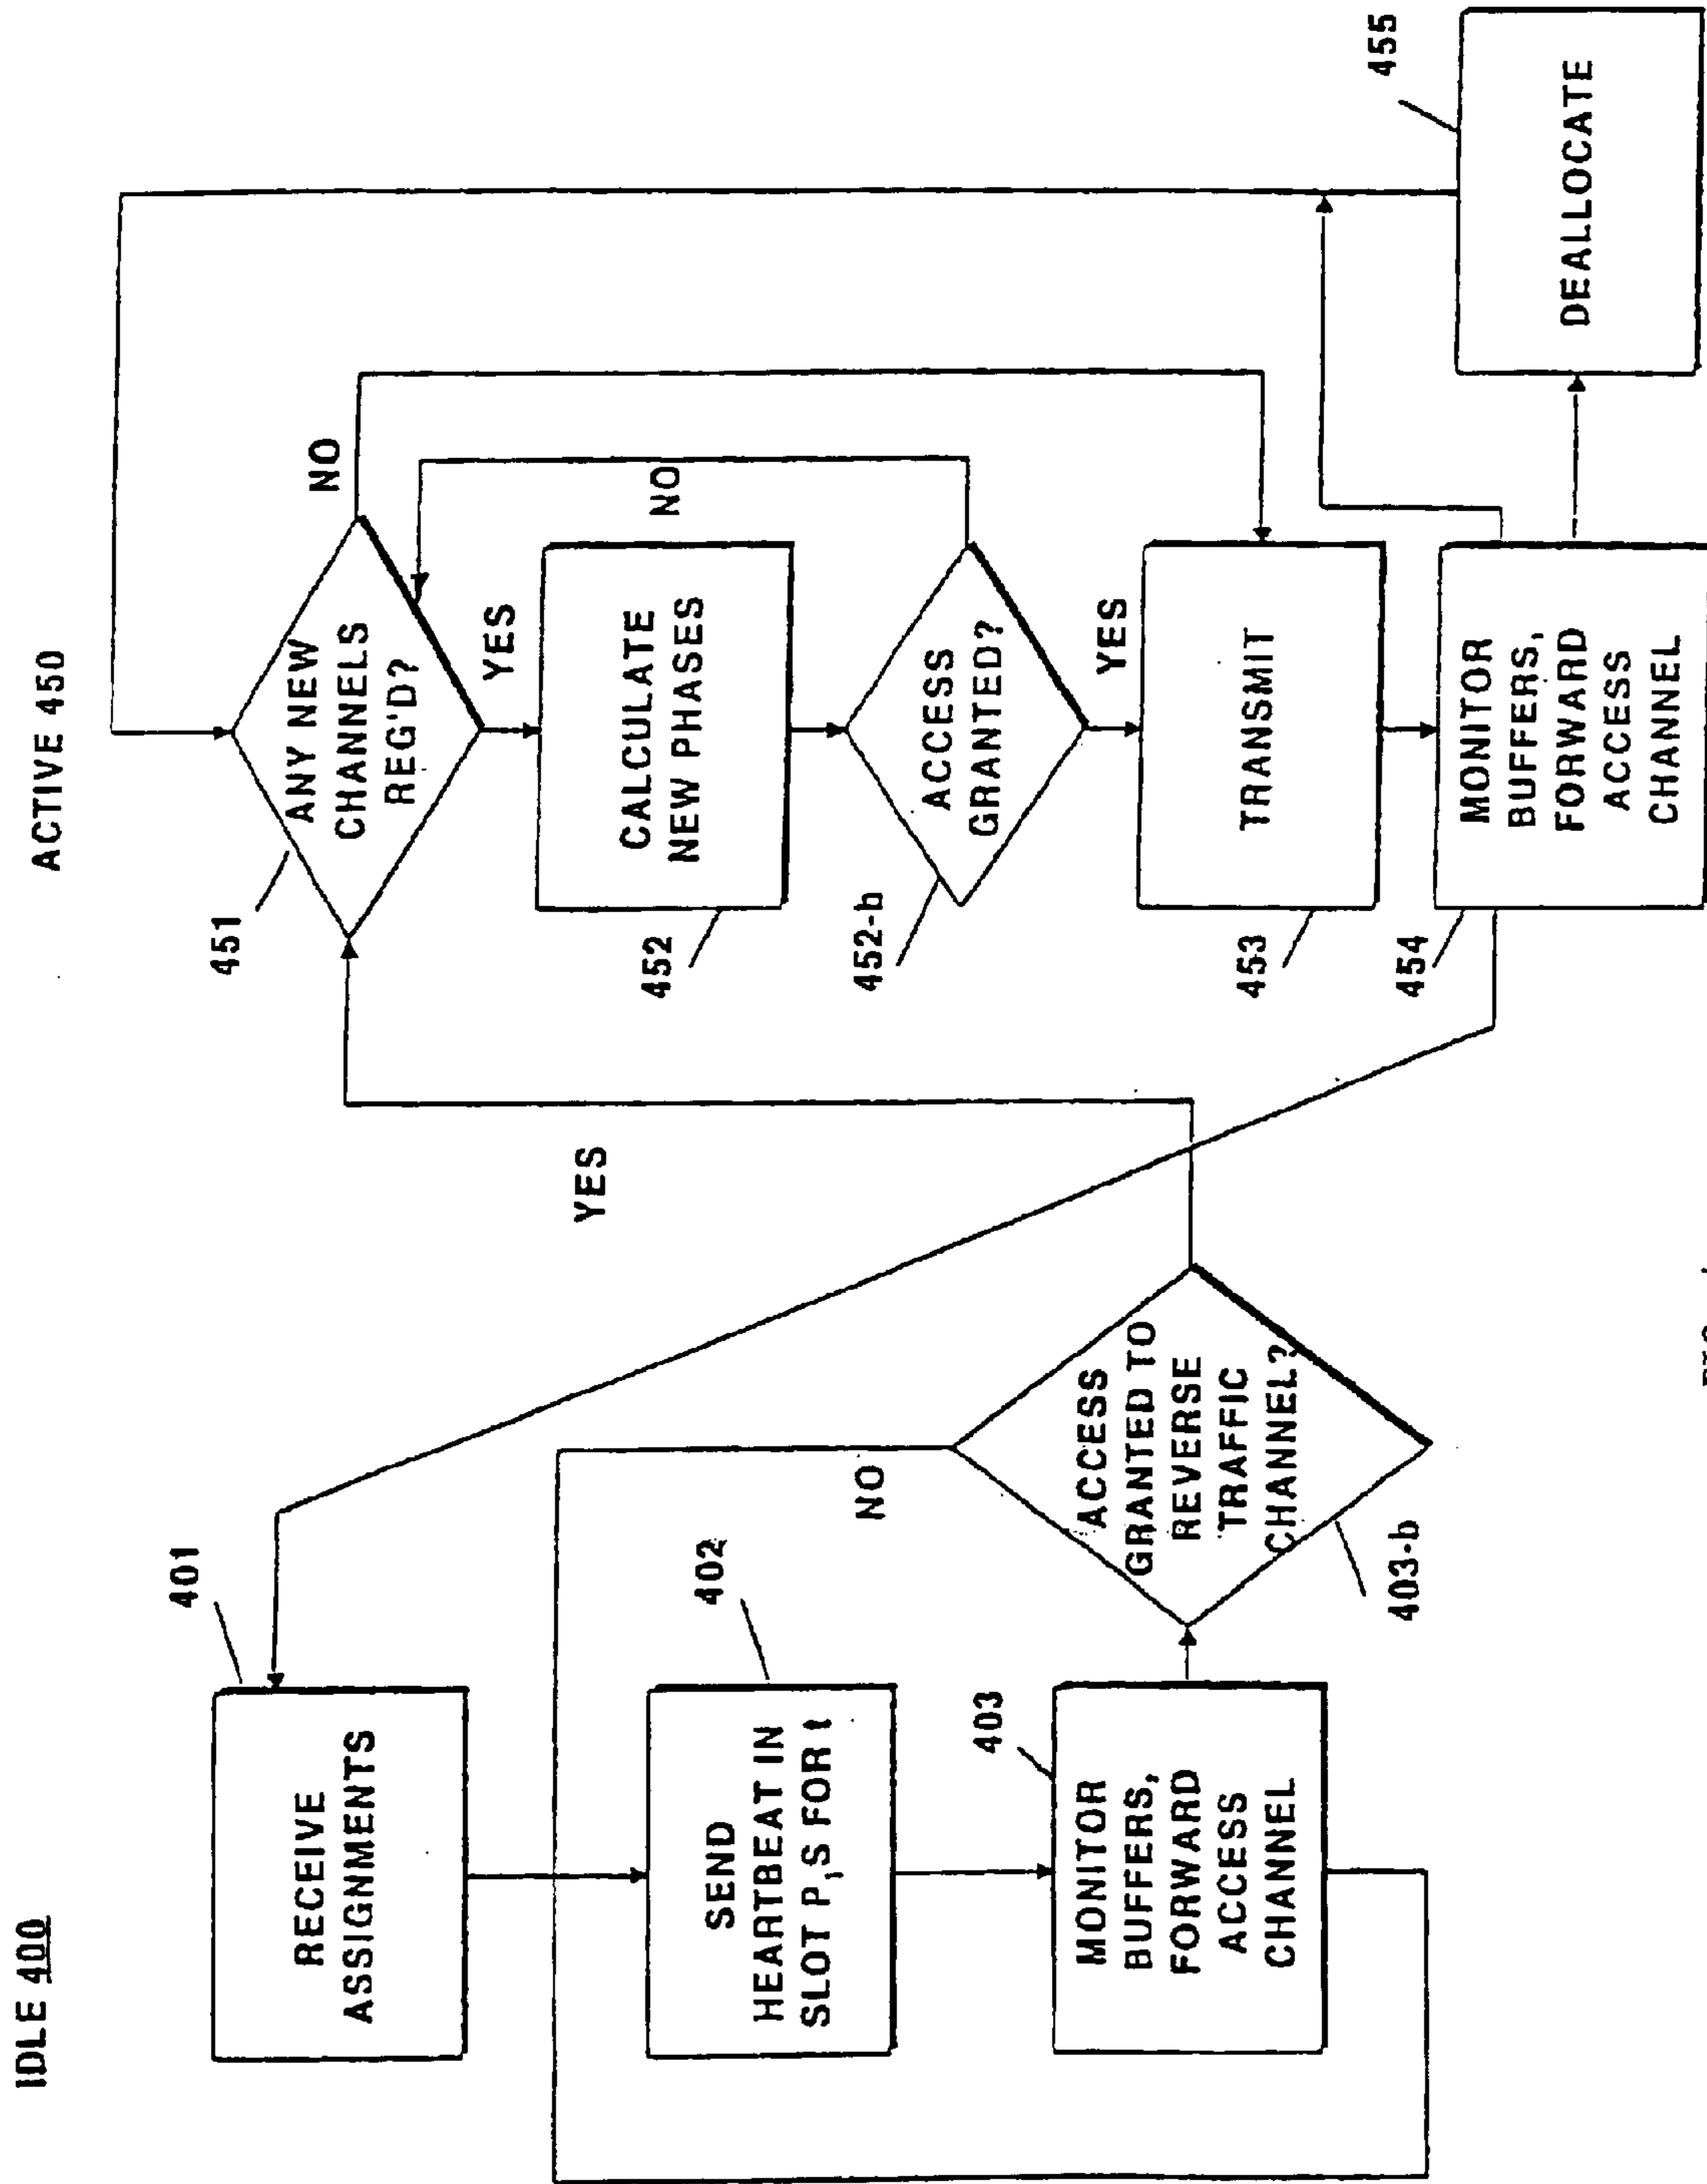 IDLE 400
401
RECEIVE
ASSIGNMENTS
402
SEND
HEARTBEAT IN
SLOT P,S FOR t
403
MONITOR
BUFFERS,
FORWARD
ACCESS
CHANNEL
NO
ACCESS
GRANTED TO
REVERSE
TRAFFIC
CHANNEL?
403-b
YES
ACTIVE 450
451
ANY NEW
CHANNELS
REG'D?
NO
YES
452
CALCULATE
NEW PHASES
NO
452-b
ACCESS
GRANTED?
YES
453
TRANSMIT
454
MONITOR
BUFFERS,
FORWARD
ACCESS
CHANNEL
455
DEALLOCATE